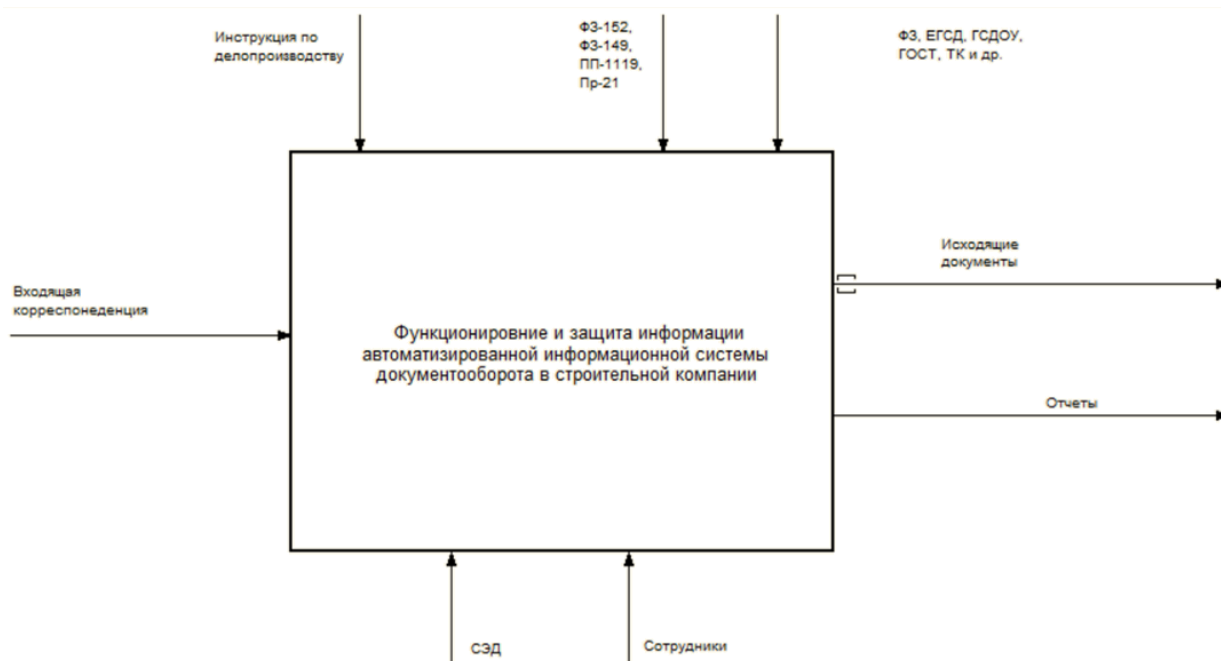 Инструкция по
делопроизводству
ФЗ-152,
ФЗ-149,
ПП-1119,
Пр-21
ФЗ, ЕГСД, ГСДОУ,
ГОСТ, ТК и др.
Входящая
корреспонеденция
Функционировние и защита информации
автоматизированной информационной системы
документооборота в строительной компании
Исходящие
документы
Отчеты
СЭД
Сотрудники